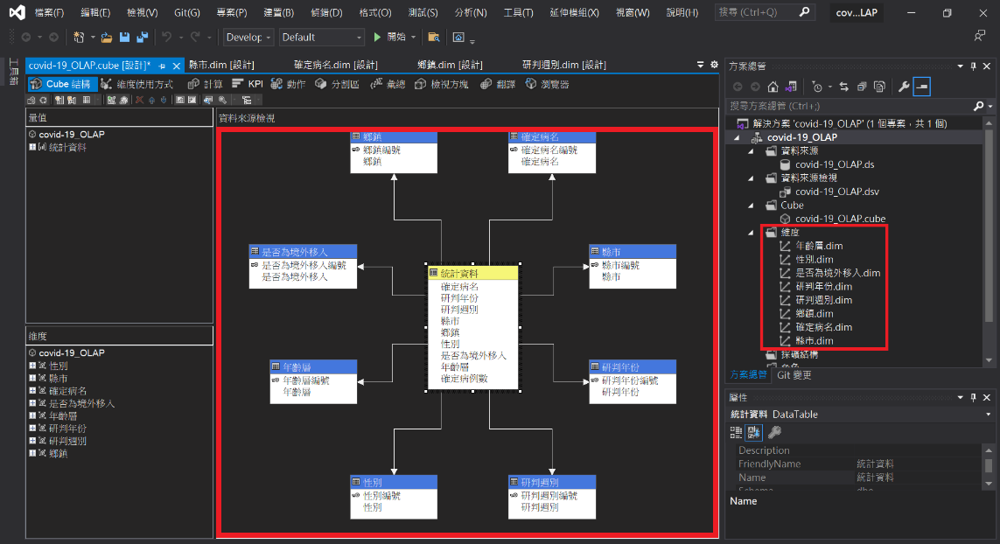 檔案(F) 編輯(E) 檢視(V) Git(G) 專案(P) 建置(B) 偵錯(D) 格式(O) 測試(S) 分析(N) 工具(T) 延伸模組(X) 視窗(W) 說明(H) 搜尋 (Ctrl+Q) cov...LAP
Develop Default 開始
工具箱
covid-19_OLAP.cube [設計]* 縣市.dim [設計] 確定病名.dim [設計] 鄉鎮.dim [設計] 研判週別.dim [設計]
Cube 結構 維度使用方式 計算 KPI 動作 分割區 彙總 檢視方塊 翻譯 瀏覽器
量值
covid-19_OLAP
統計資料
維度
covid-19_OLAP
性別
縣市
確定病名
是否為境外移入
年齡層
研判年份
研判週別
鄉鎮
資料來源檢視
鄉鎮
鄉鎮編號
鄉鎮
確定病名
確定病名編號
確定病名
是否為境外移入
是否為境外移入編號
是否為境外移入
縣市
縣市編號
縣市
統計資料
確定病名
研判年份
研判週別
縣市
鄉鎮
性別
是否為境外移入
年齡層
確定病例數
年齡層
年齡層編號
年齡層
研判年份
研判年份編號
研判年份
性別
性別編號
性別
研判週別
研判週別編號
研判週別
方案總管
搜尋方案總管 (Ctrl+;)
解決方案 'covid-19_OLAP' (1 個專案，共 1 個)
covid-19_OLAP
資料來源
covid-19_OLAP.ds
資料來源檢視
covid-19_OLAP.dsv
Cube
covid-19_OLAP.cube
維度
年齡層.dim
性別.dim
是否為境外移入.dim
研判年份.dim
研判週別.dim
鄉鎮.dim
確定病名.dim
縣市.dim
採礦結構
方案總管 Git 變更
屬性
統計資料 DataTable
Description
FriendlyName 統計資料
Name 統計資料
Schema dbo
Name